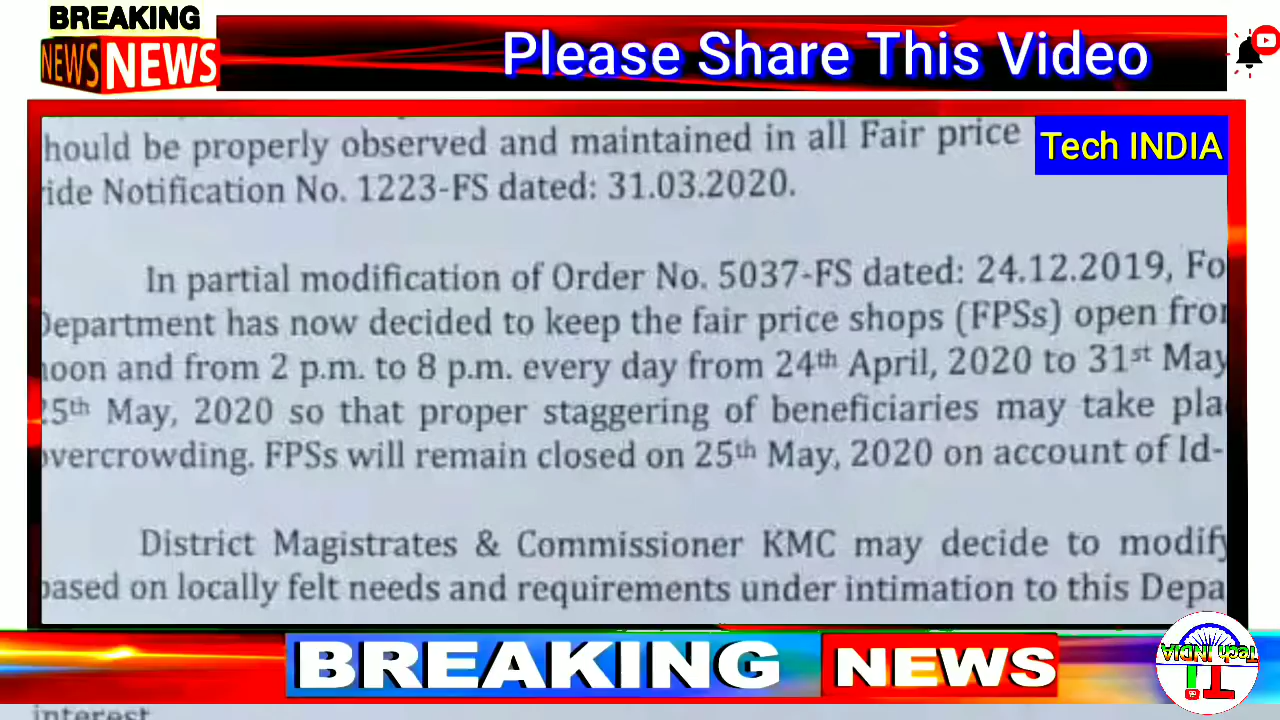 BREAKING
NEWS NEWS
Please Share This Video
Tech INDIA
hould be properly observed and maintained in all Fair price
ride Notification No. 1223-FS dated: 31.03.2020.
In partial modification of Order No. 5037-FS dated: 24.12.2019, Fo
Department has now decided to keep the fair price shops (FPSs) open fror
noon and from 2 p.m. to 8 p.m. every day from 24th April, 2020 to 31st May
25th May, 2020 so that proper staggering of beneficiaries may take pla
overcrowding. FPSs will remain closed on 25th May, 2020 on account of Id-
District Magistrates & Commissioner KMC may decide to modify
based on locally felt needs and requirements under intimation to this Depa
BREAKING NEWS
Tech INDIA
TI
interest